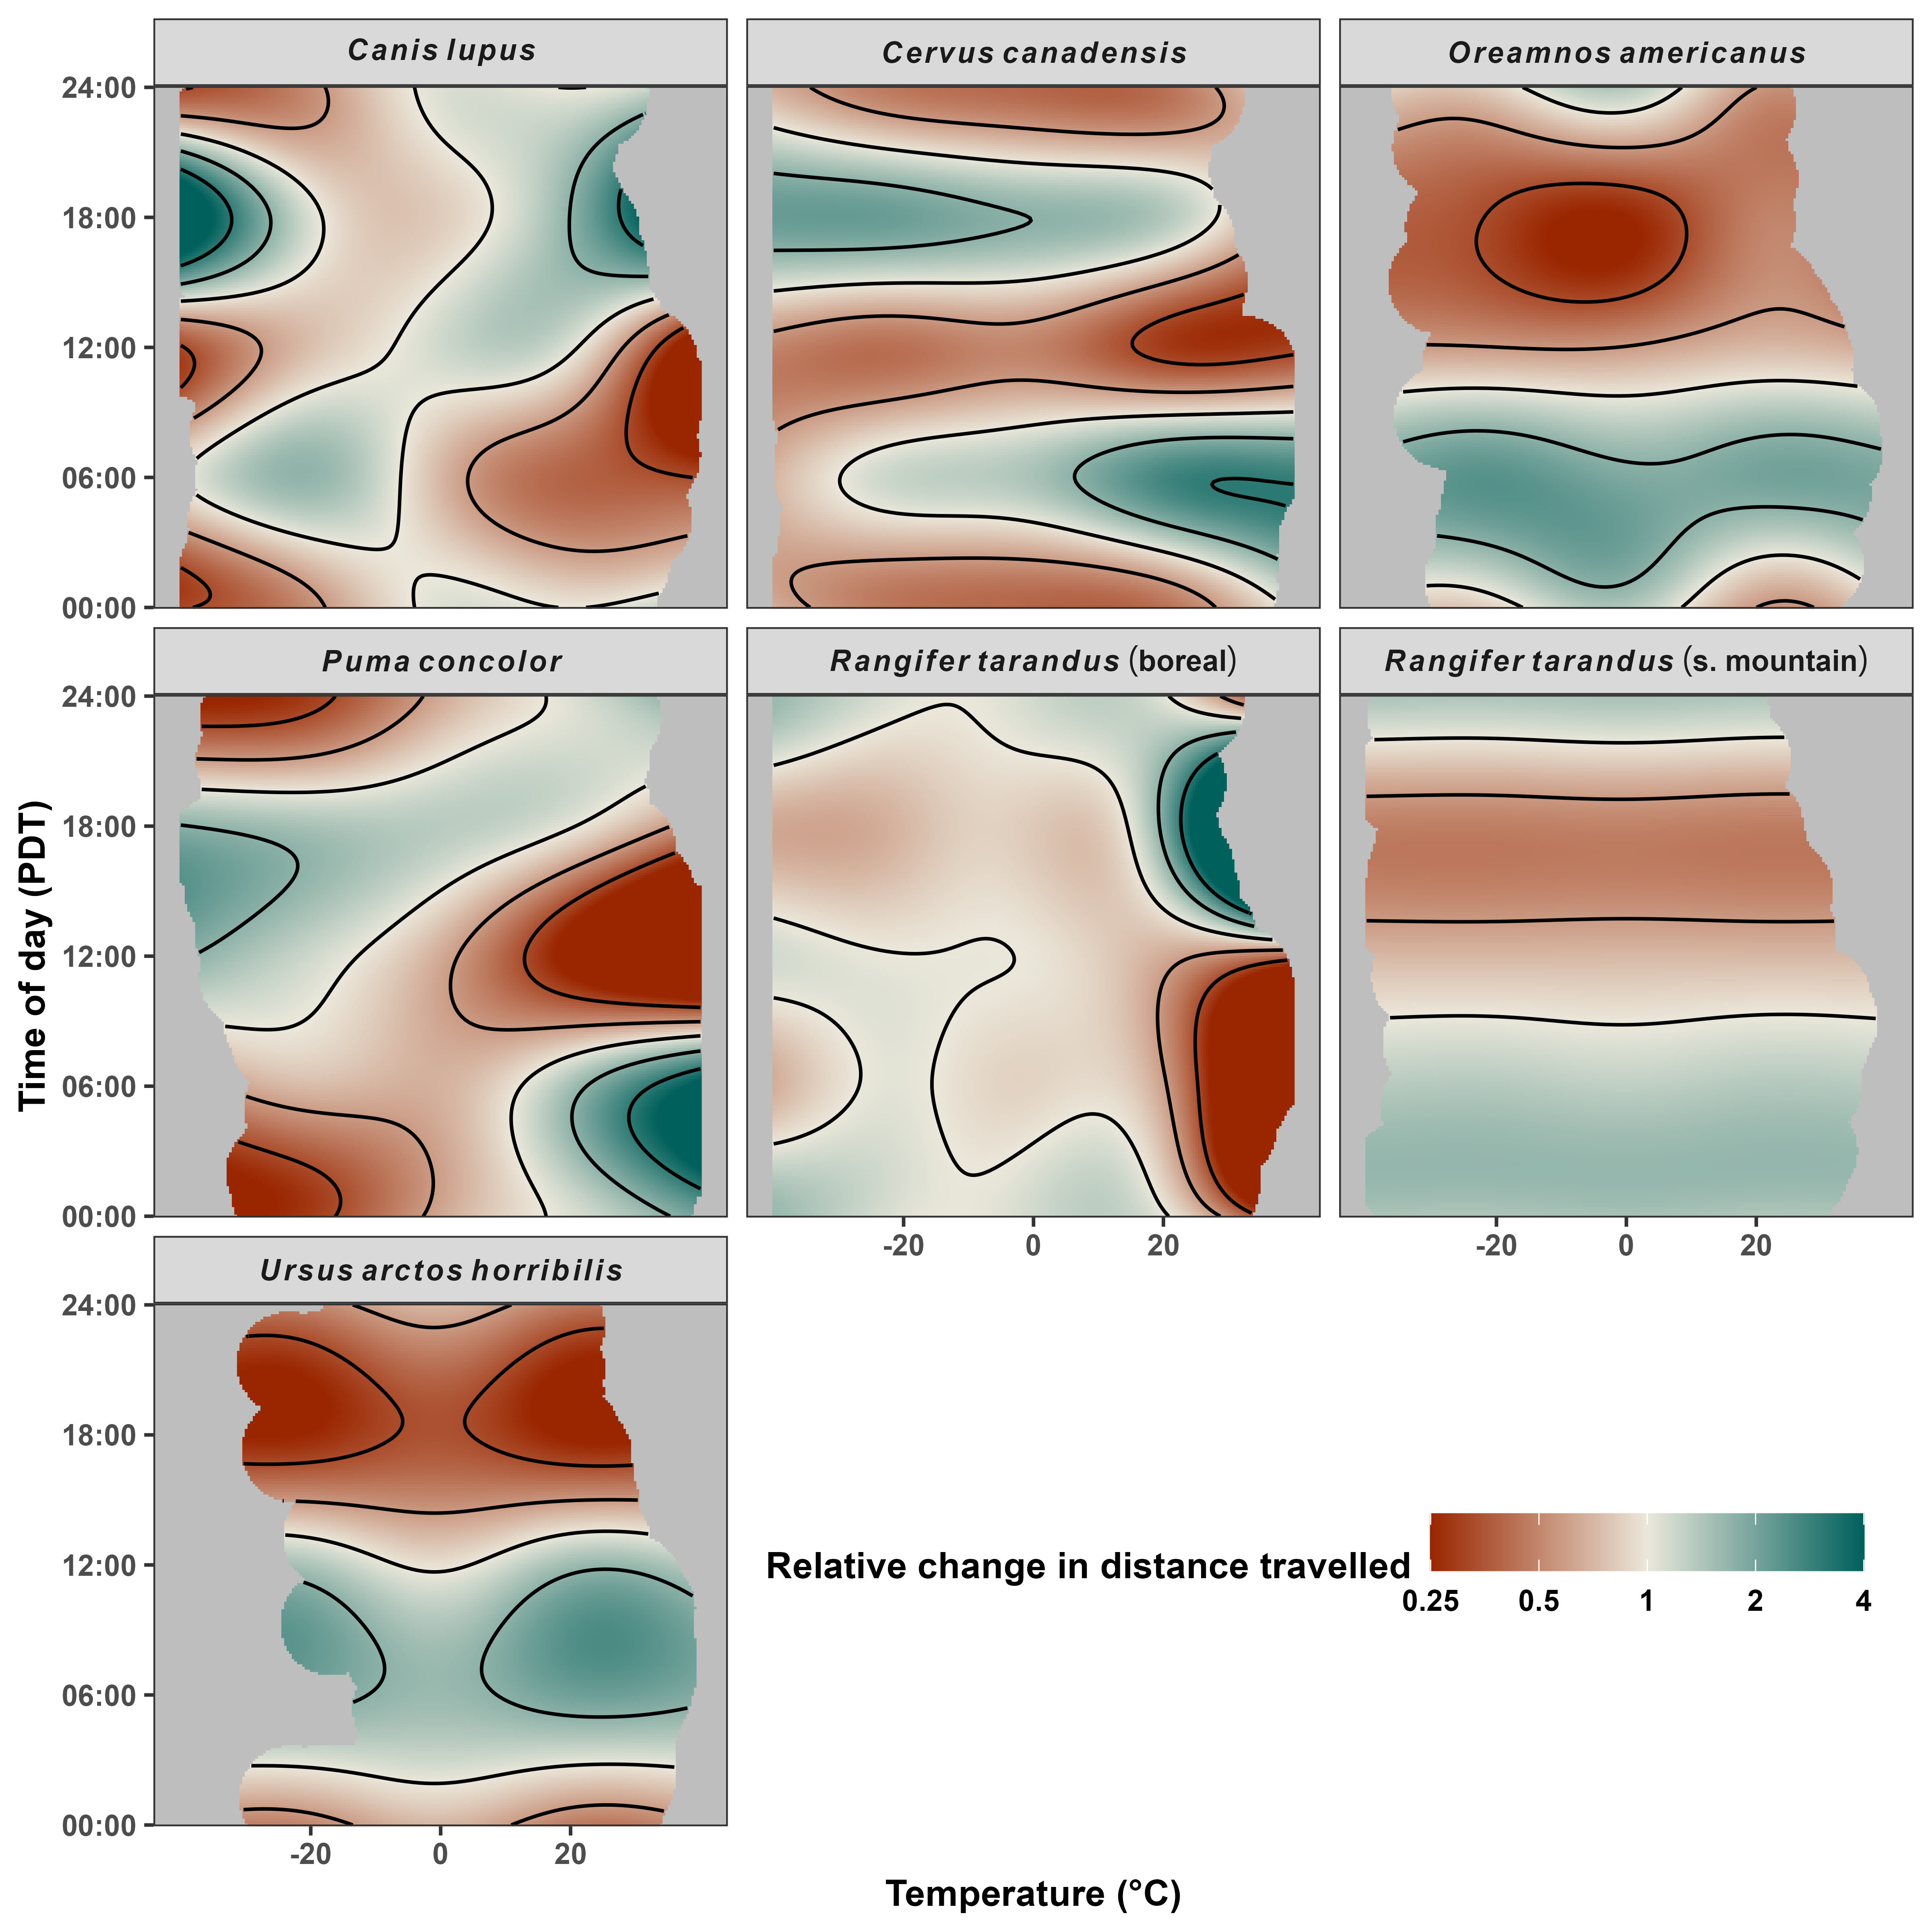 Canis lupus
Cervus canadensis
Oreamnos americanus
24:00
18:00
12:00
06:00
00:00
Puma concolor
Rangifer tarandus (boreal)
Rangifer tarandus (s. mountain)
24:00
18:00
12:00
06:00
00:00
-20 0 20
-20 0 20
Time of day (PDT)
Ursus arctos horribilis
24:00
18:00
12:00
06:00
00:00
-20 0 20
Relative change in distance travelled
0.25 0.5 1 2 4
Temperature (°C)